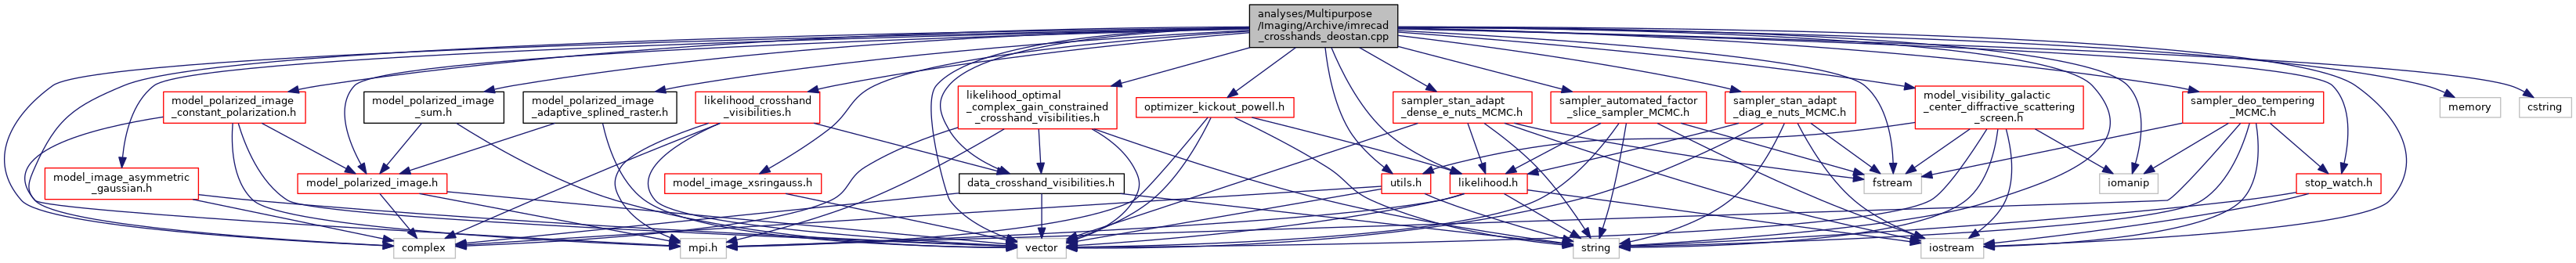 analyses/Multipurpose
/Imaging/Archive/imrecad
_crosshands_deostan.cpp
model_polarized_image
_constant_polarization.h
model_polarized_image
_sum.h
model_polarized_image
_adaptive_splined_raster.h
likelihood_crosshand
_visibilities.h
likelihood_optimal
_complex_gain_constrained
_crosshand_visibilities.h
optimizer_kickout_powell.h
sampler_stan_adapt
_dense_e_nuts_MCMC.h
sampler_automated_factor
_slice_sampler_MCMC.h
sampler_stan_adapt
_diag_e_nuts_MCMC.h
model_visibility_galactic
_center_diffractive_scattering
_screen.h
sampler_deo_tempering
_MCMC.h
memory
cstring
model_image_asymmetric
_gaussian.h
model_polarized_image.h
model_image_xsringauss.h
data_crosshand_visibilities.h
utils.h
likelihood.h
fstream
iomanip
stop_watch.h
complex
mpi.h
vector
string
iostream